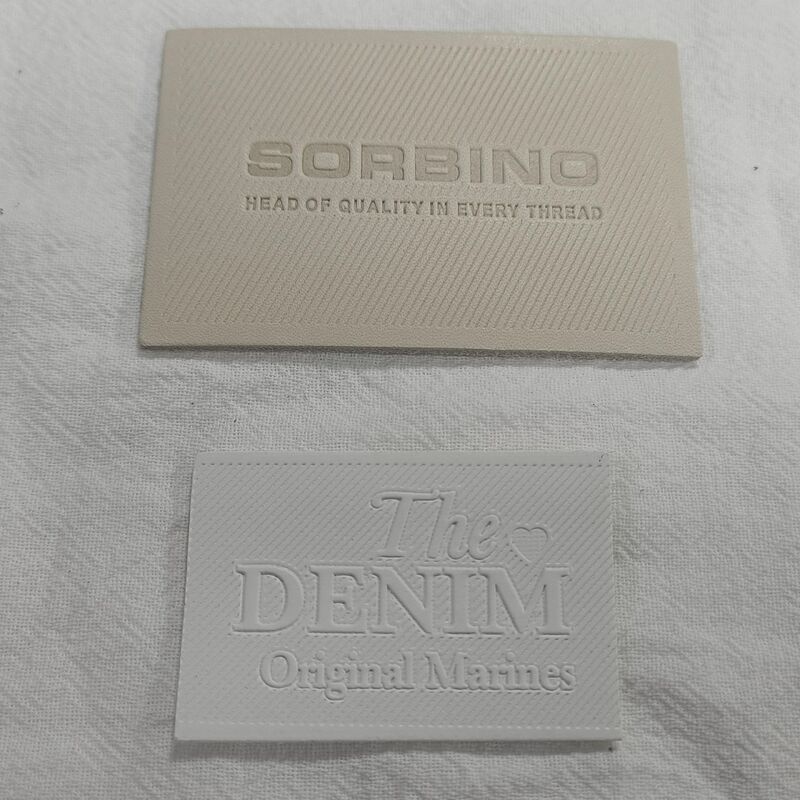 SORBINO
HEAD OF QUALITY IN EVERY THREAD
The
DENIM
Original Marines